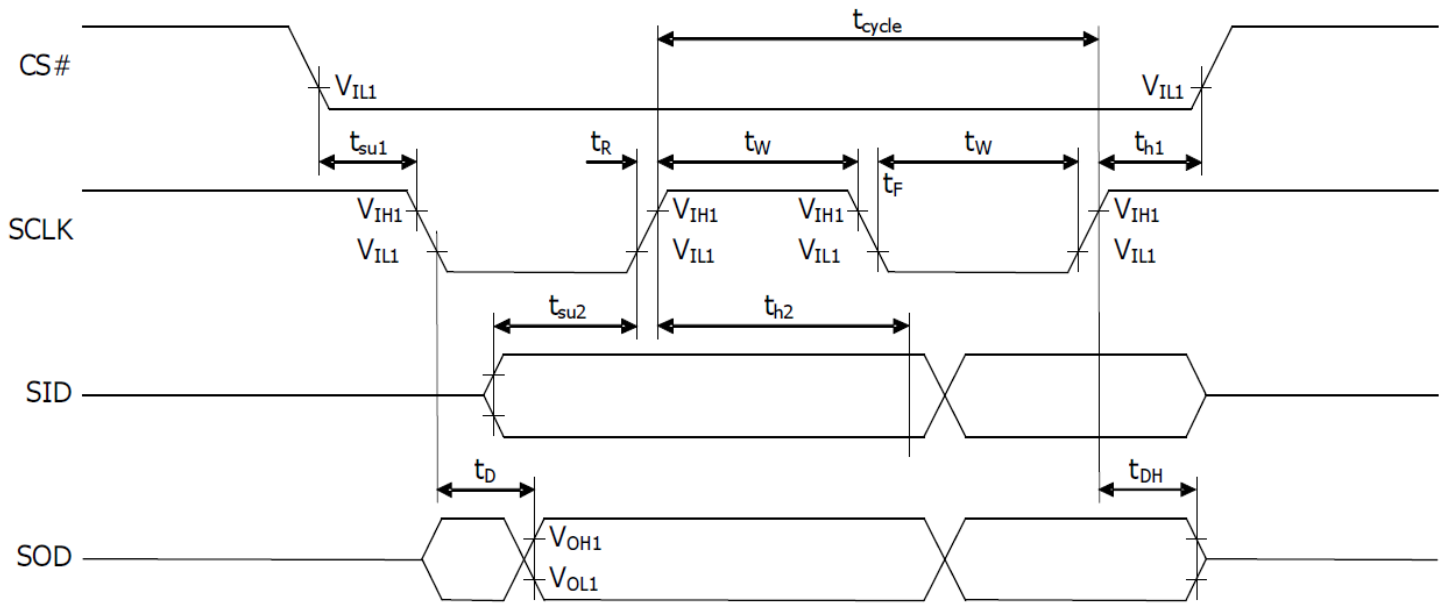 t_cycle
CS#
V_IL1 V_IL1
t_su1 t_R t_W t_W t_h1
t_F
V_IH1 V_IH1 V_IH1 V_IH1
SCLK
V_IL1 V_IL1 V_IL1 V_IL1
t_su2 t_h2
SID
t_D t_DH
V_OH1
SOD
V_OL1